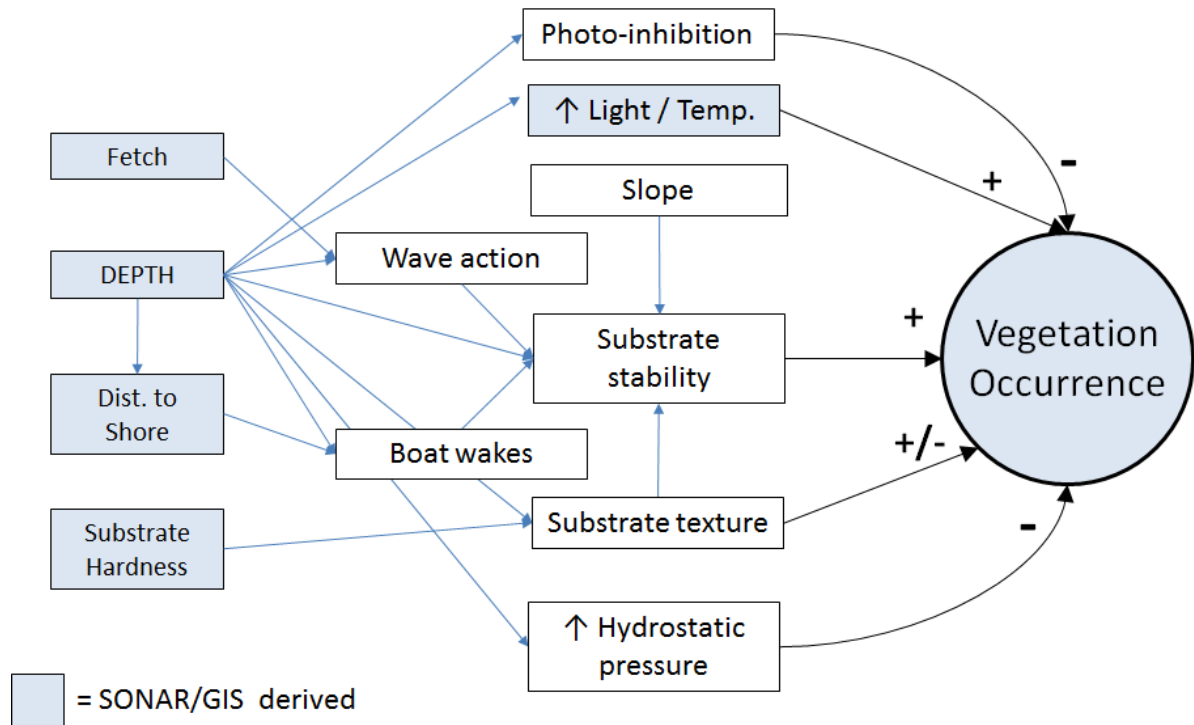 Photo-inhibition
-
↑ Light / Temp.
+
Fetch
Slope
Wave action
DEPTH
Substrate
stability
+
Vegetation
Occurrence
Dist. to
Shore
Boat wakes
+/-
Substrate texture
Substrate
Hardness
-
↑ Hydrostatic
pressure
= SONAR/GIS derived